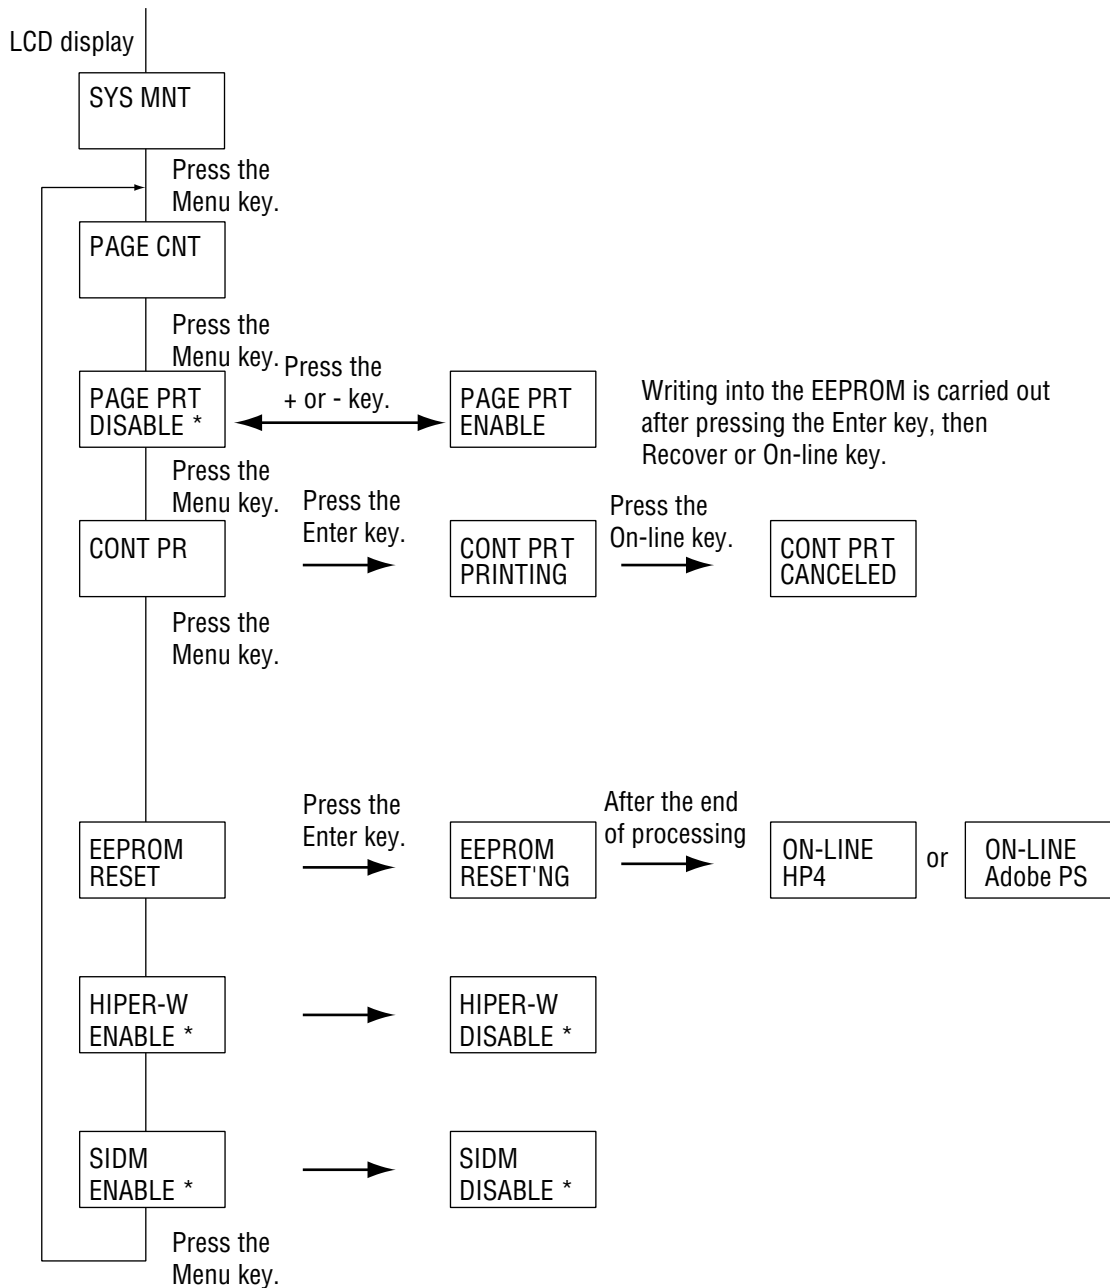 LCD display
SYS MNT
Press the
Menu key.
PAGE CNT
Press the
Menu key.
PAGE PRT
DISABLE *
Press the
+ or - key.
PAGE PRT
ENABLE
Writing into the EEPROM is carried out
after pressing the Enter key, then
Recover or On-line key.
Press the
Menu key.
CONT PR
Press the
Enter key.
CONT PRT
PRINTING
Press the
On-line key.
CONT PRT
CANCELED
Press the
Menu key.
EEPROM
RESET
Press the
Enter key.
EEPROM
RESET'NG
After the end
of processing
ON-LINE
HP4
or
ON-LINE
Adobe PS
HIPER-W
ENABLE *
HIPER-W
DISABLE *
SIDM
ENABLE *
SIDM
DISABLE *
Press the
Menu key.